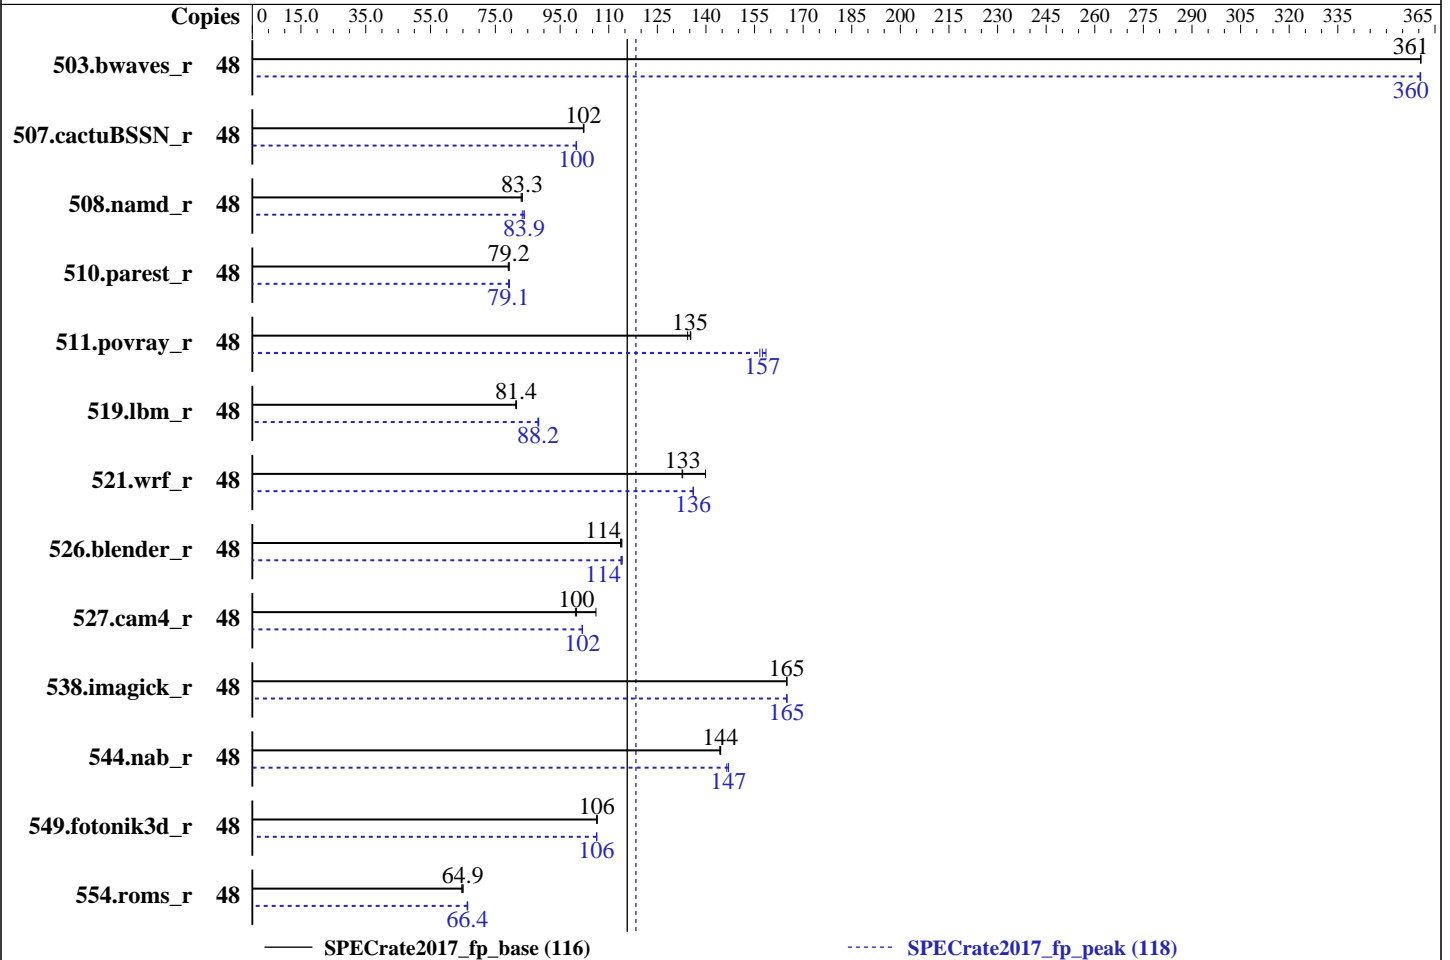 Copies 0 15.0 35.0 55.0 75.0 95.0 110 125 140 155 170 185 200 215 230 245 260 275 290 305 320 335 365
361
503.bwaves_r 48
360
102
507.cactuBSSN_r 48
100
83.3
508.namd_r 48
83.9
79.2
510.parest_r 48
79.1
135
511.povray_r 48
157
81.4
519.lbm_r 48
88.2
133
521.wrf_r 48
136
114
526.blender_r 48
114
100
527.cam4_r 48
102
165
538.imagick_r 48
165
144
544.nab_r 48
147
106
549.fotonik3d_r 48
106
64.9
554.roms_r 48
66.4
SPECrate2017_fp_base (116) SPECrate2017_fp_peak (118)